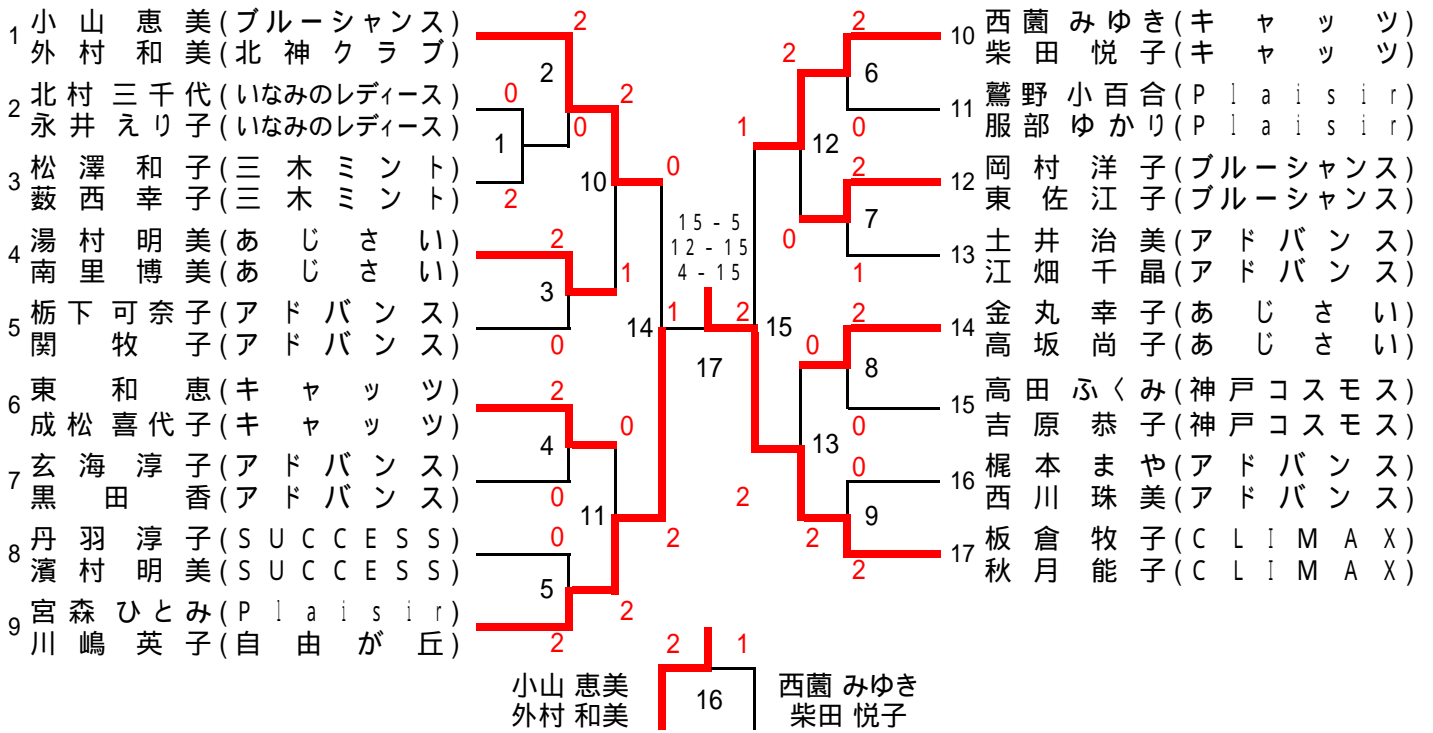 1 小山 恵美(ブルーシャンス)
外村 和美(北神クラブ)
2 北村 三千代(いなみのレディース)
永井 えり子(いなみのレディース)
3 松澤 和子(三木ミント)
薮西 幸子(三木ミント)
4 湯村 明美(あじさい)
南里 博美(あじさい)
5 栃下 可奈子(アドバンス)
関 牧子(アドバンス)
6 東 和恵(キャッツ)
成松 喜代子(キャッツ)
7 玄海 淳子(アドバンス)
黒田 香(アドバンス)
8 丹羽 淳子(SUCCESS)
濱村 明美(SUCCESS)
9 宮森 ひとみ(Plaisir)
川嶋 英子(自由が丘)
2
2
0
2
0
1
10
0
2
2
1
3
14
1
0
2
0
4
0
11
2
0
5
2
2
15-5
12-15
4-15
2
17
2
2
6
1
12
0
2
0
7
1
15
2
0
8
13
0
0
2
9
2
2
10 西薗 みゆき(キャッツ)
柴田 悦子(キャッツ)
11 鷲野 小百合(Plaisir)
服部 ゆかり(Plaisir)
12 岡村 洋子(ブルーシャンス)
東 佐江子(ブルーシャンス)
13 土井 治美(アドバンス)
江畑 千晶(アドバンス)
14 金丸 幸子(あじさい)
高坂 尚子(あじさい)
15 高田 ふくみ(神戸コスモス)
吉原 恭子(神戸コスモス)
16 梶本 まや(アドバンス)
西川 珠美(アドバンス)
17 板倉 牧子(CLIMAX)
秋月 能子(CLIMAX)
2 1
小山 恵美 16 西薗 みゆき
外村 和美 柴田 悦子